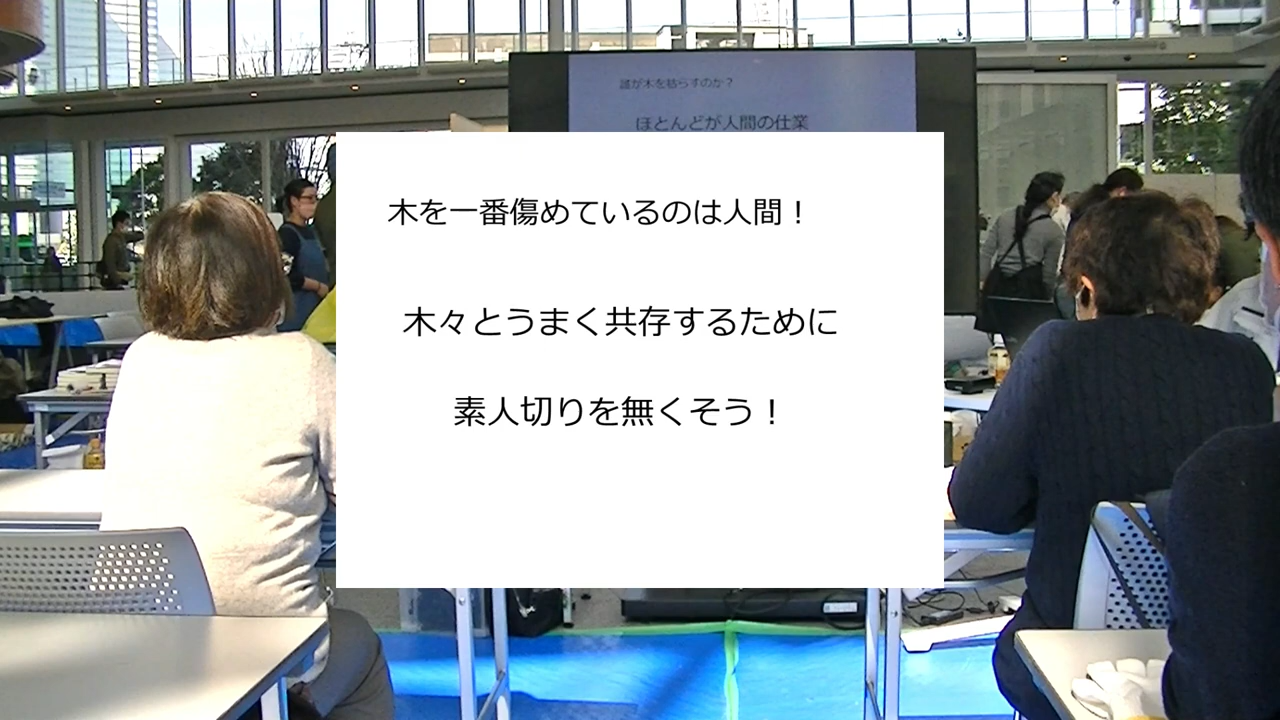 誰が木を枯らすのか？
ほとんどが人間の仕業
木を一番傷めているのは人間！
木々とうまく共存するために
素人切りを無くそう！